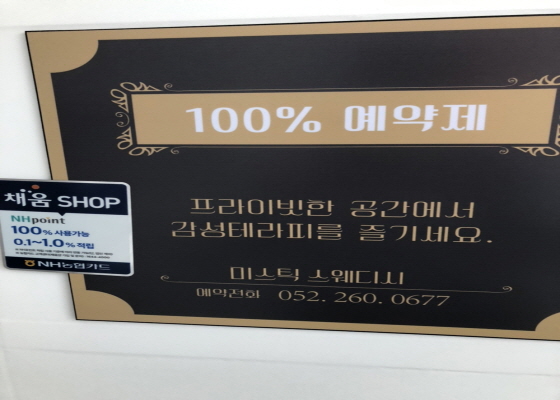 100% 예약제
프라이빗한 공간에서
감성테라피를 즐기세요.
미스틱 스웨디시
예약전화 052. 260. 0677
채움 SHOP
NHpoint
100% 사용가능
0.1~1.0% 적립
NH농협카드